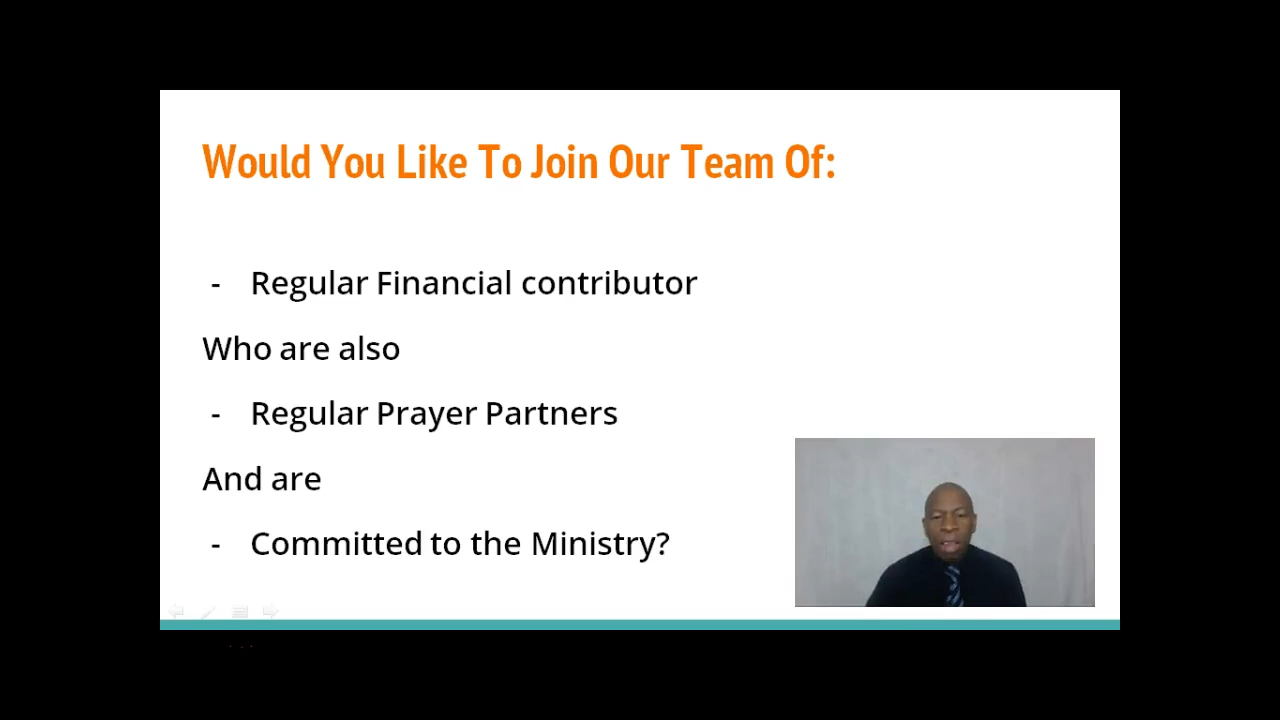 Would You Like To Join Our Team Of:
- Regular Financial contributor
Who are also
- Regular Prayer Partners
And are
- Committed to the Ministry?